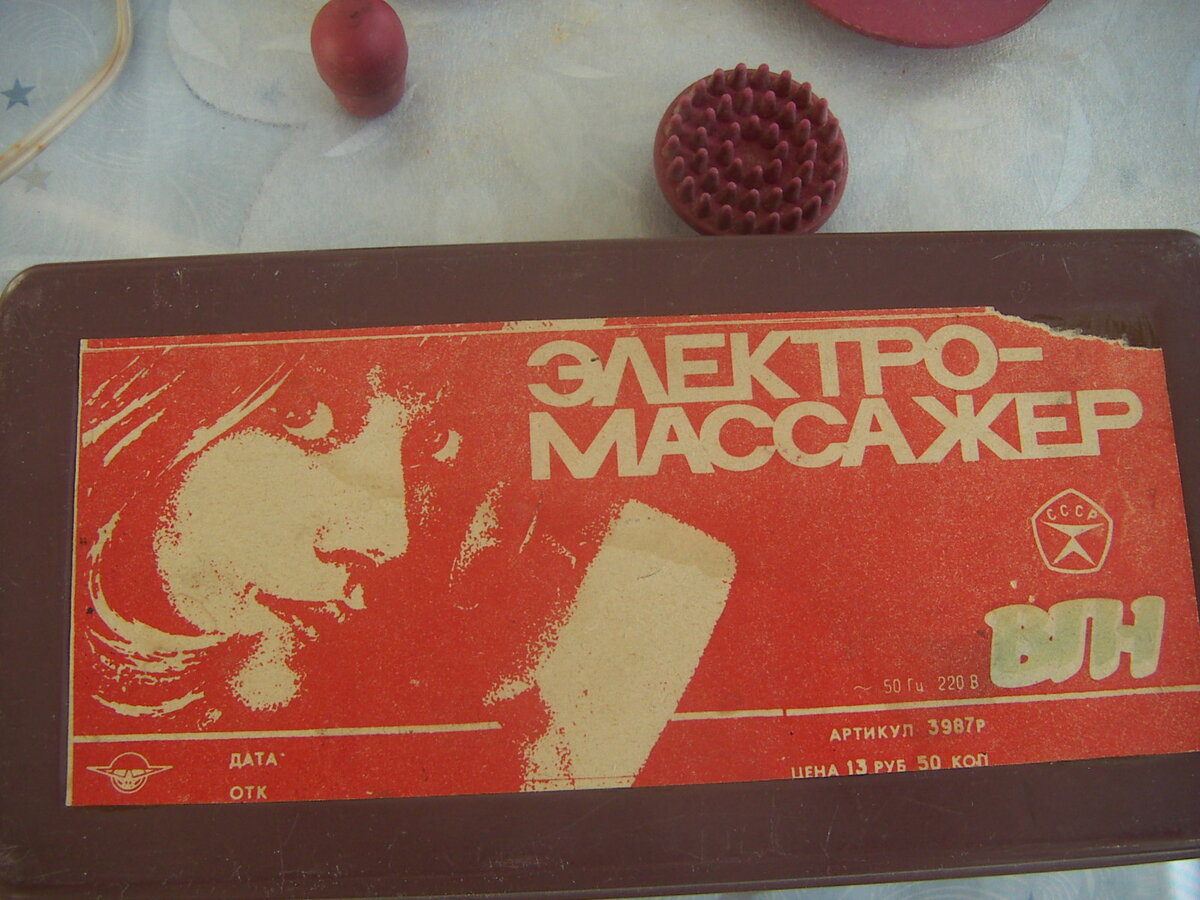 ЭЛЕКТРО-
МАССАЖЕР
СССР
ВПН
~ 50 Гц 220 В
АРТИКУЛ 3987Р
ДАТА
ЦЕНА 13 РУБ 50 КОП
ОТК